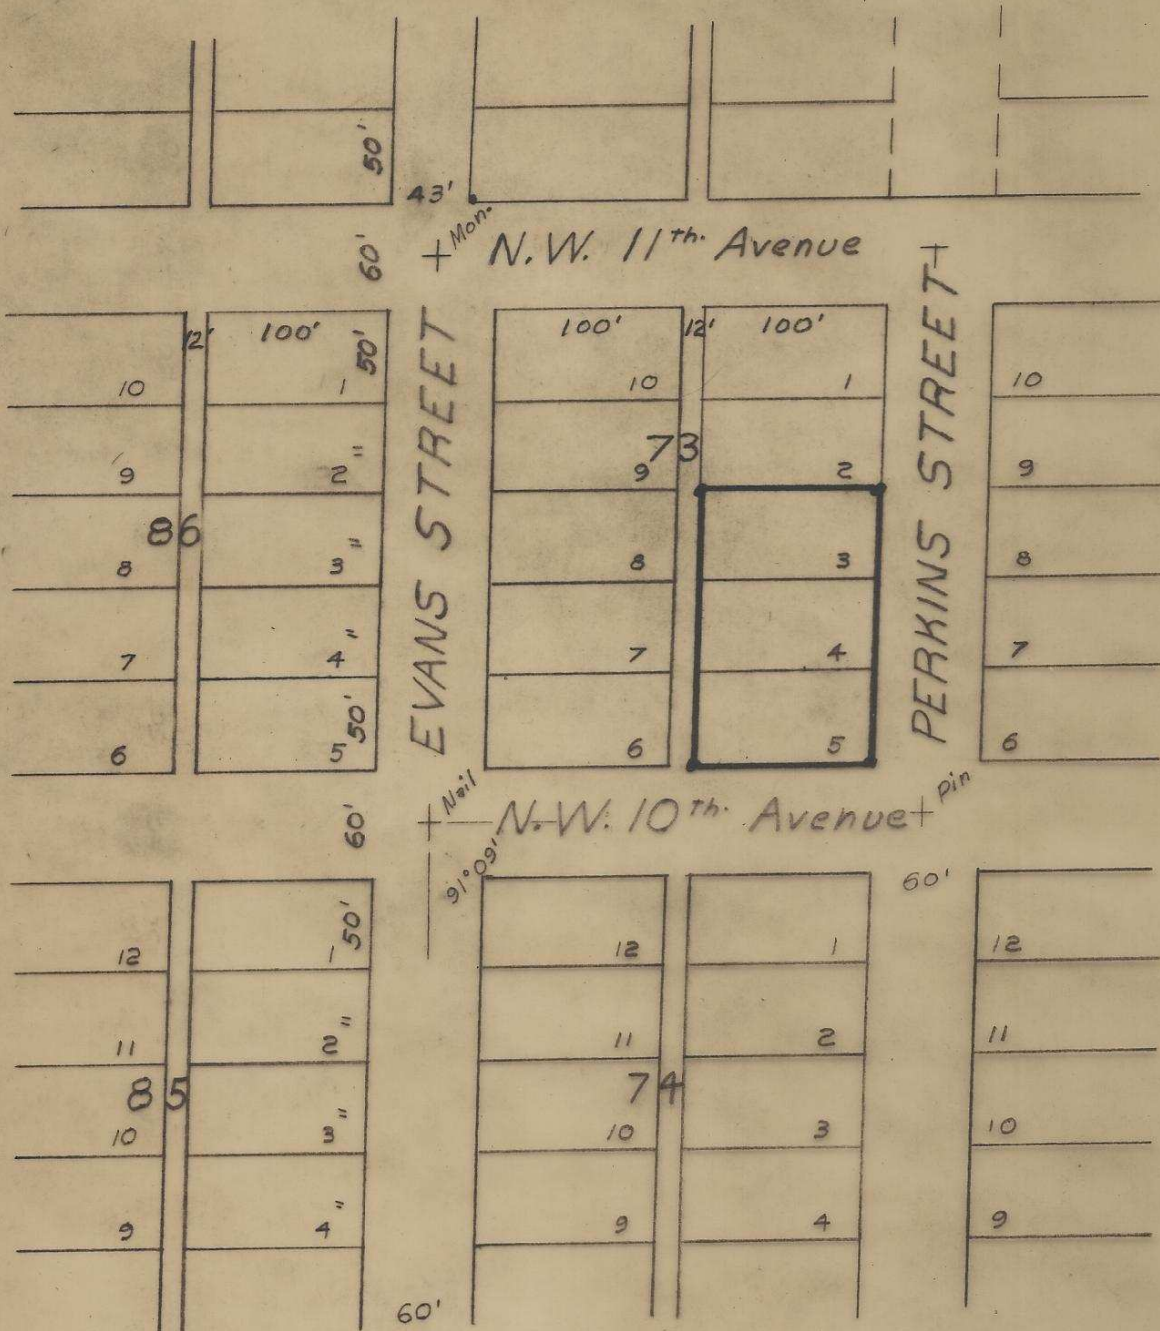 50'
43'
Mon.
60'
N.W. 11th. Avenue
12' 100' 50' 100' 12' 100'
10 1 10 1 10
EVANS STREET
PERKINS STREET
73
9 2 " 9 2 9
86
8 3 " 8 3 8
7 4 " 7 4 7
50'
6 5 6 5 6
Nail
Pin
60'
N.W. 10th. Avenue
91°09'
60'
50'
12 1 12 1 12
11 2 " 11 2 11
85 74
10 3 " 10 3 10
9 4 " 9 4 9
60'